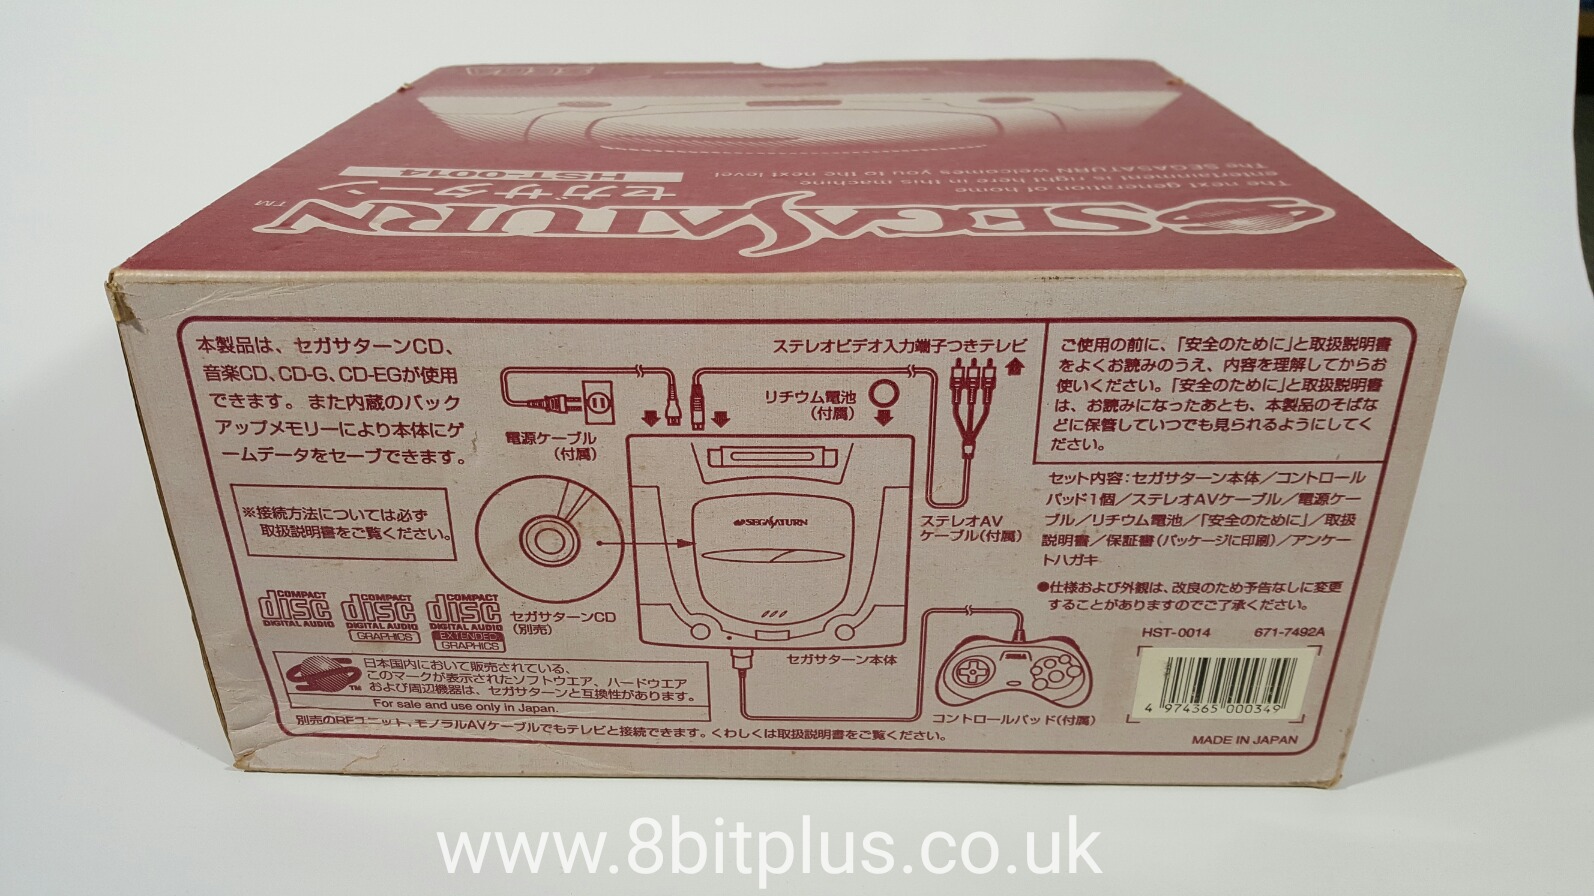 SEGA
The next generation of home
entertainment is right here in this machine
The SEGASATURN welcomes you to the next level
HST-0014
セガサターン
SEGASATURN™
本製品は、セガサターンCD、
音楽CD、CD-G、CD-EGが使用
できます。また内蔵のバック
アップメモリーにより本体にゲ
ームデータをセーブできます。
※接続方法については必ず
取扱説明書をご覧ください。
COMPACT
disc
DIGITAL AUDIO
COMPACT
disc
DIGITAL AUDIO
GRAPHICS
COMPACT
disc
DIGITAL AUDIO
EXTENDED
GRAPHICS
TM
日本国内において販売されている、
このマークが表示されたソフトウエア、ハードウエア
および周辺機器は、セガサターンと互換性があります。
For sale and use only in Japan.
別売のRFユニット、モノラルAVケーブルでもテレビと接続できます。くわしくは取扱説明書をご覧ください。
ステレオビデオ入力端子つきテレビ
電源ケーブル
(付属)
リチウム電池
(付属)
ステレオAV
ケーブル(付属)
SEGASATURN
セガサターンCD
(別売)
セガサターン本体
SEGA
コントロールパッド(付属)
ご使用の前に、「安全のために」と取扱説明書
をよくお読みのうえ、内容を理解してからお
使いください。「安全のために」と取扱説明書
は、お読みになったあとも、本製品のそばな
どに保管していつでも見られるようにしてく
ださい。
セット内容：セガサターン本体／コントロール
パッド1個／ステレオAVケーブル／電源ケー
ブル／リチウム電池／「安全のために」／取扱
説明書／保証書(パッケージに印刷)／アンケー
トハガキ
●仕様および外観は、改良のため予告なしに変更
することがありますのでご了承ください。
HST-0014 671-7492A
4 974365 000349
MADE IN JAPAN
www.8bitplus.co.uk